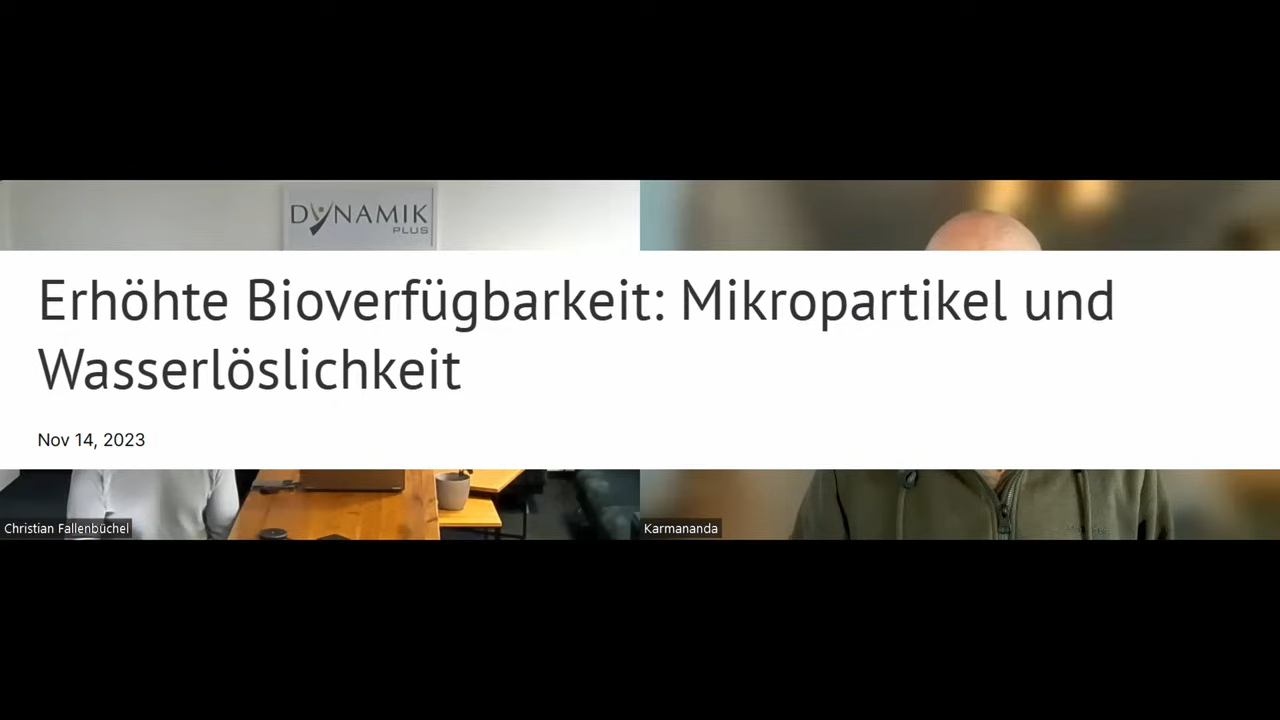 DYNAMIK
PLUS
Erhöhte Bioverfügbarkeit: Mikropartikel und
Wasserlöslichkeit
Nov 14, 2023
Christian Fallenbüchel
Karmananda